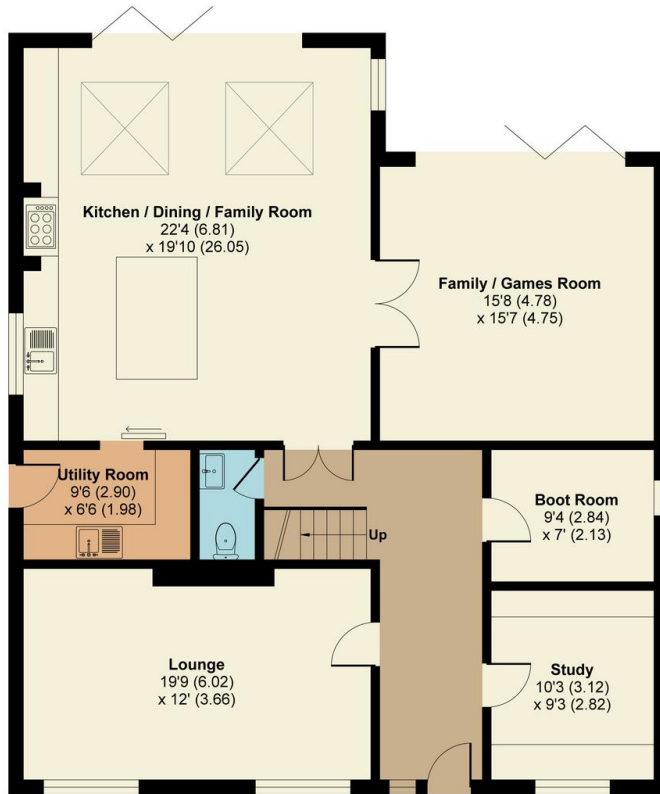 Kitchen / Dining / Family Room
22'4 (6.81)
x 19'10 (26.05)
Family / Games Room
15'8 (4.78)
x 15'7 (4.75)
Utility Room
9'6 (2.90)
x 6'6 (1.98)
Up
Boot Room
9'4 (2.84)
x 7' (2.13)
Lounge
19'9 (6.02)
x 12' (3.66)
Study
10'3 (3.12)
x 9'3 (2.82)